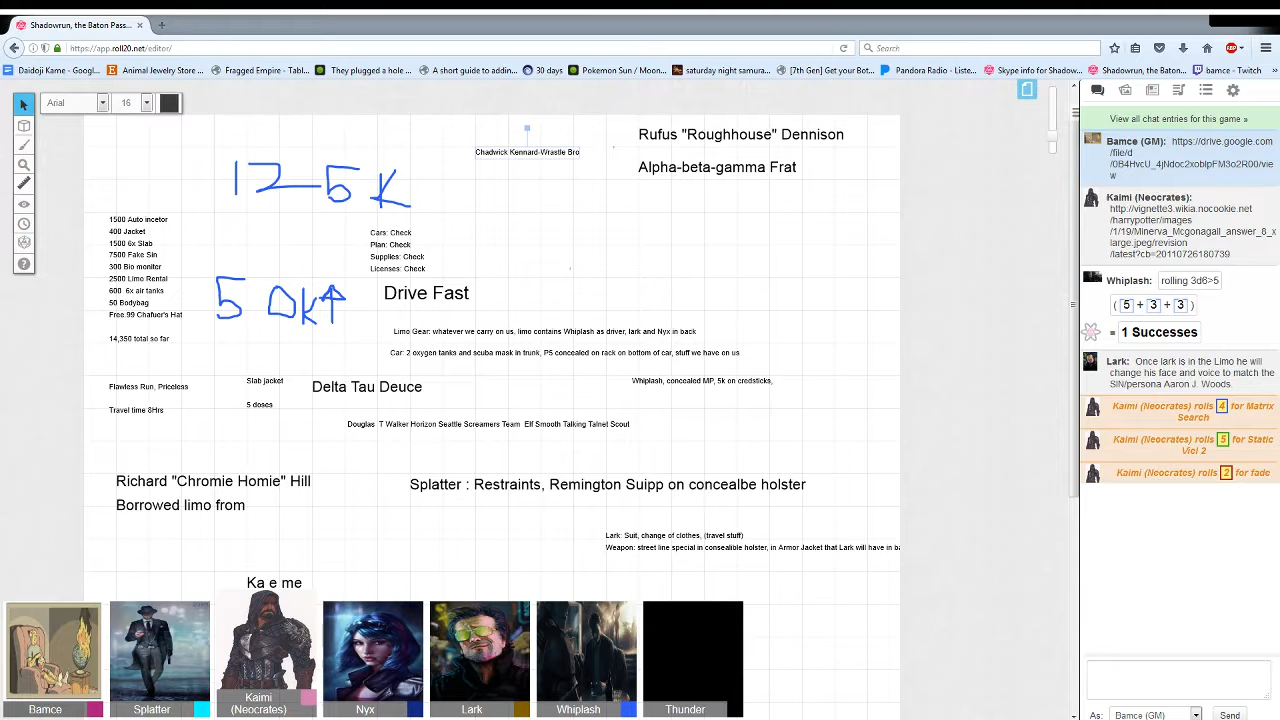 Shadowrun, the Baton Pass...
https://app.roll20.net/editor/
Search
Daidoji Kame - Googl...
Animal Jewelry Store ...
Fragged Empire - Tabl...
They plugged a hol...
A short guide to addin...
30 days
Pokemon Sun / Moon...
saturday night samura...
[7th Gen] Get your Bot...
Pandora Radio - Liste...
Skype info for Shadow...
Shadowrun, the Baton...
bamce - Twitch
Arial
16
Rufus "Roughhouse" Dennison
Chadwick Kennard-Wrastle Bro
Alpha-beta-gamma Frat
12-5 K
1500 Auto incetor
400 Jacket
1500 6x Slab
7500 Fake Sin
300 Bio moniter
2500 Limo Rental
600 6x air tanks
50 Bodybag
Free.99 Chafuer's Hat
14,350 total so far
Cars: Check
Plan: Check
Supplies: Check
Licenses: Check
Drive Fast
Limo Gear: whatever we carry on us, limo contains Whiplash as driver, lark and Nyx in back
Car: 2 oxygen tanks and scuba mask in trunk, P5 concealed on rack on bottom of car, stuff we have on us
Flawless Run, Priceless
Travel time 8Hrs
Slab jacket
5 doses
Delta Tau Deuce
Whiplash, concealed MP, 5k on credsticks,
Douglas T Walker Horizon Seattle Screamers Team Elf Smooth Talking Talnet Scout
Richard "Chromie Homie" Hill
Borrowed limo from
Splatter : Restraints, Remington Suipp on concealbe holster
Lark: Suit, change of clothes, (travel stuff)
Weapon: street line special in consealible holster, in Armor Jacket that Lark will have in ba
Ka e me
Bamce
Splatter
Kaimi
(Neocrates)
Nyx
Lark
Whiplash
Thunder
View all chat entries for this game »
Bamce (GM): https://drive.google.com
/file/d
/0B4HvcU_4jNdoc2xoblpFM3o2R00/vie
w
Kaimi (Neocrates):
http://vignette3.wikia.nocookie.net
/harrypotter/images
/1/19/Minerva_Mcgonagall_answer_8_x
large.jpeg/revision
/latest?cb=20110726180739
Whiplash: rolling 3d6>5
( 5 + 3 + 3 )
= 1 Successes
Lark: Once lark is in the Limo he will
change his face and voice to match the
SIN/persona Aaron J. Woods.
Kaimi (Neocrates) rolls 4 for Matrix
Search
Kaimi (Neocrates) rolls 5 for Static
Viel 2
Kaimi (Neocrates) rolls 2 for fade
As: Bamce (GM)
Send